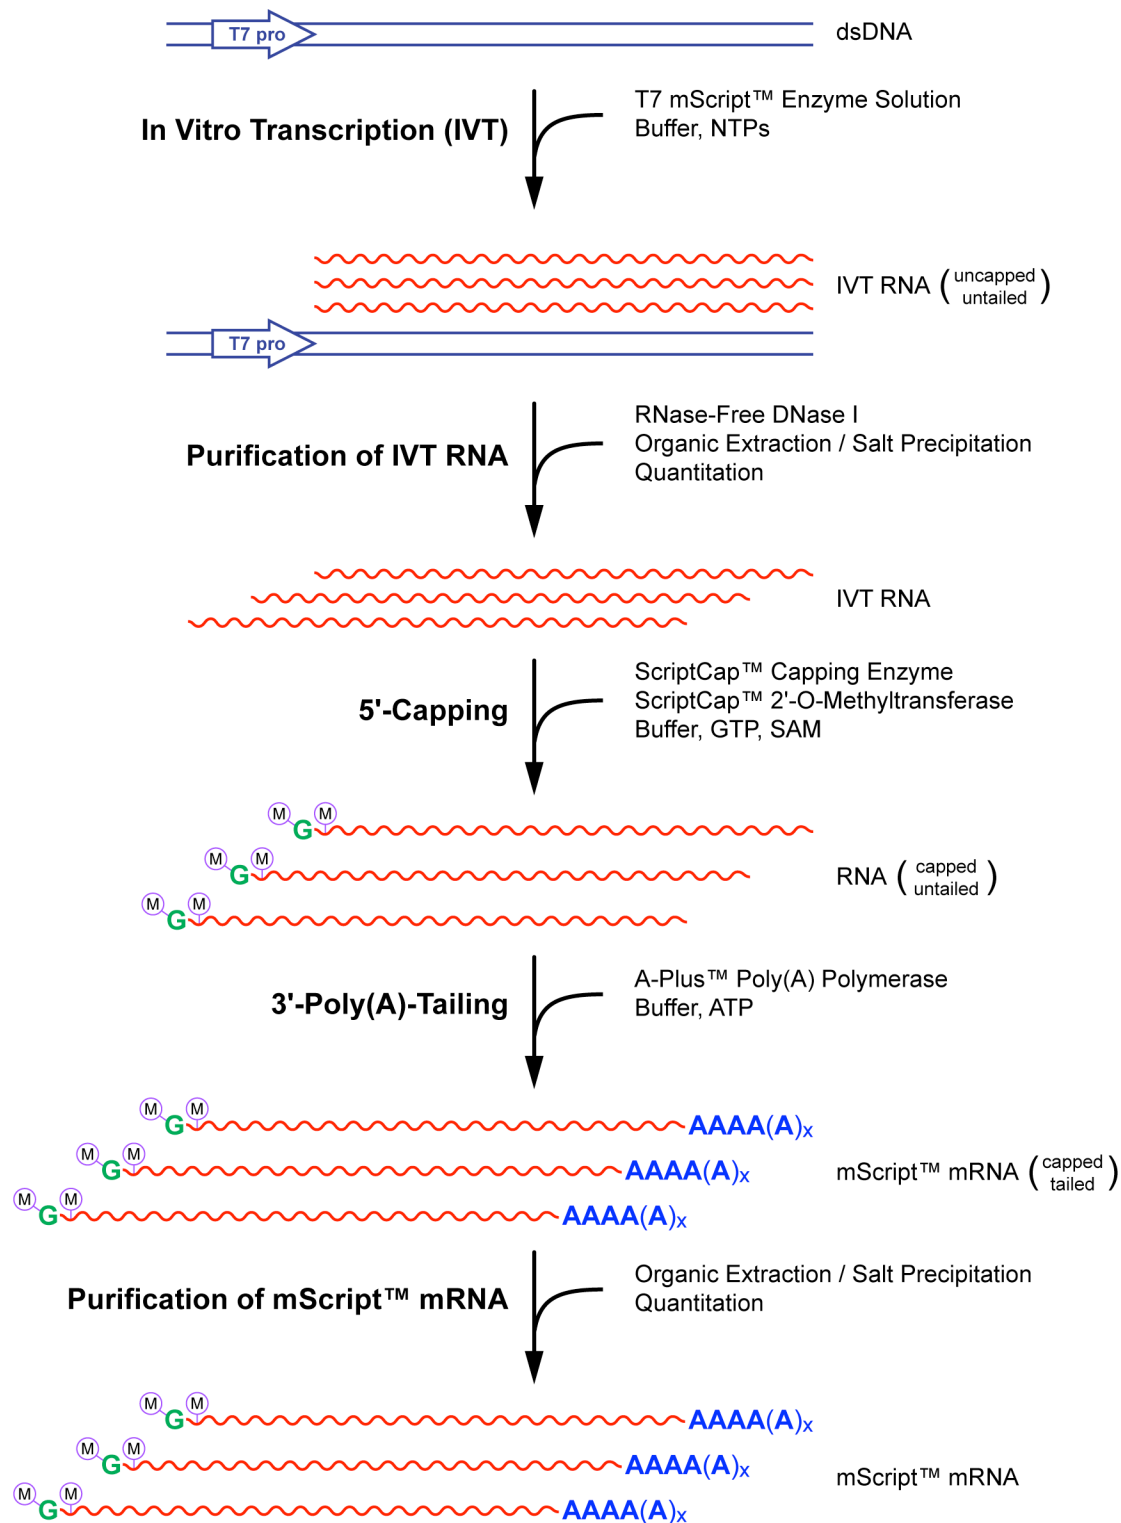 T7 pro
dsDNA
In Vitro Transcription (IVT)
T7 mScript™ Enzyme Solution
Buffer, NTPs
IVT RNA (uncapped
untailed)
T7 pro
Purification of IVT RNA
RNase-Free DNase I
Organic Extraction / Salt Precipitation
Quantitation
IVT RNA
5'-Capping
ScriptCap™ Capping Enzyme
ScriptCap™ 2'-O-Methyltransferase
Buffer, GTP, SAM
M G M
M G M
M G M
RNA (capped
untailed)
3'-Poly(A)-Tailing
A-Plus™ Poly(A) Polymerase
Buffer, ATP
M G M AAAA(A)x
M G M AAAA(A)x
M G M AAAA(A)x
mScript™ mRNA (capped
tailed)
Purification of mScript™ mRNA
Organic Extraction / Salt Precipitation
Quantitation
M G M AAAA(A)x
M G M AAAA(A)x
M G M AAAA(A)x
mScript™ mRNA